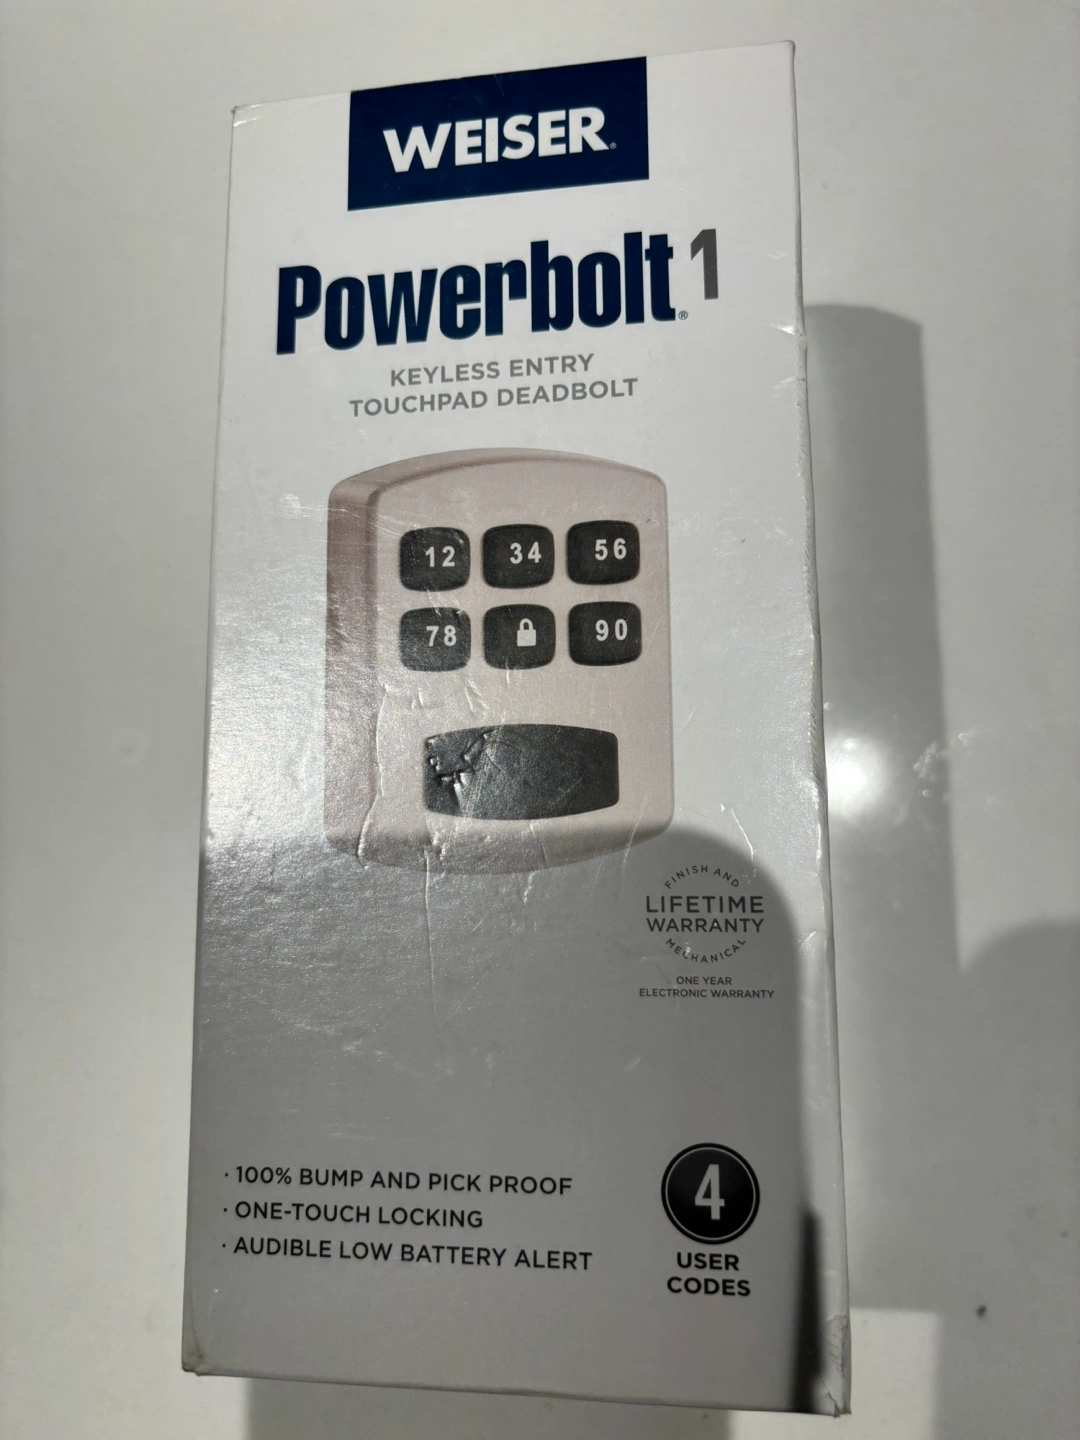 WEISER
Powerbolt® 1
KEYLESS ENTRY
TOUCHPAD DEADBOLT
12 34 56
78 90
FINISH AND
LIFETIME
WARRANTY
MECHANICAL
ONE YEAR
ELECTRONIC WARRANTY
· 100% BUMP AND PICK PROOF
· ONE-TOUCH LOCKING
· AUDIBLE LOW BATTERY ALERT
4
USER
CODES